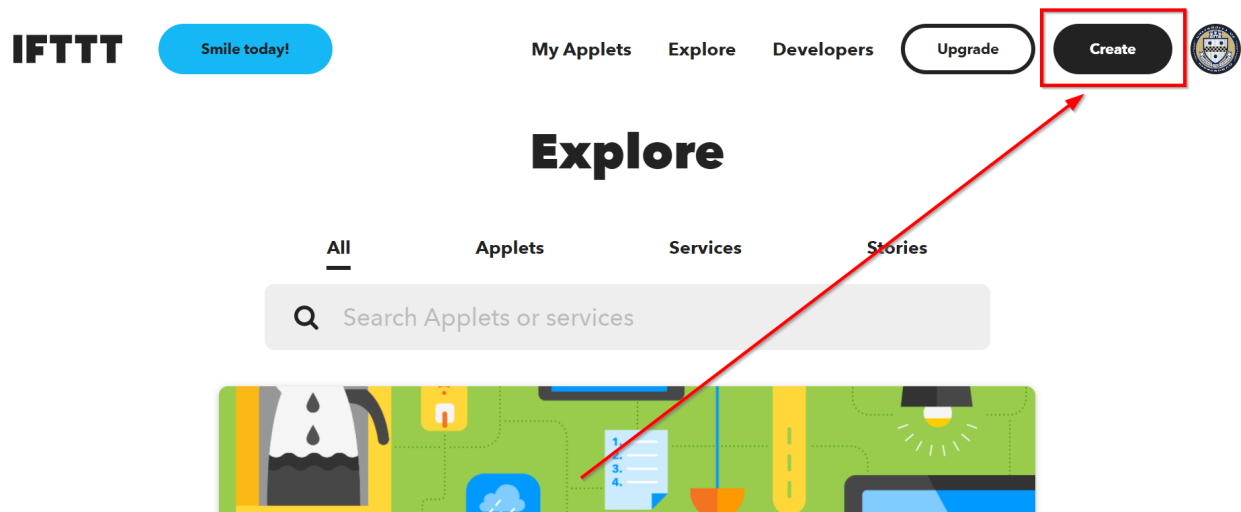 IFTTT
Smile today!
My Applets
Explore
Developers
Upgrade
Create
Explore
All
Applets
Services
Stories
Search Applets or services
1.
2.
3.
4.